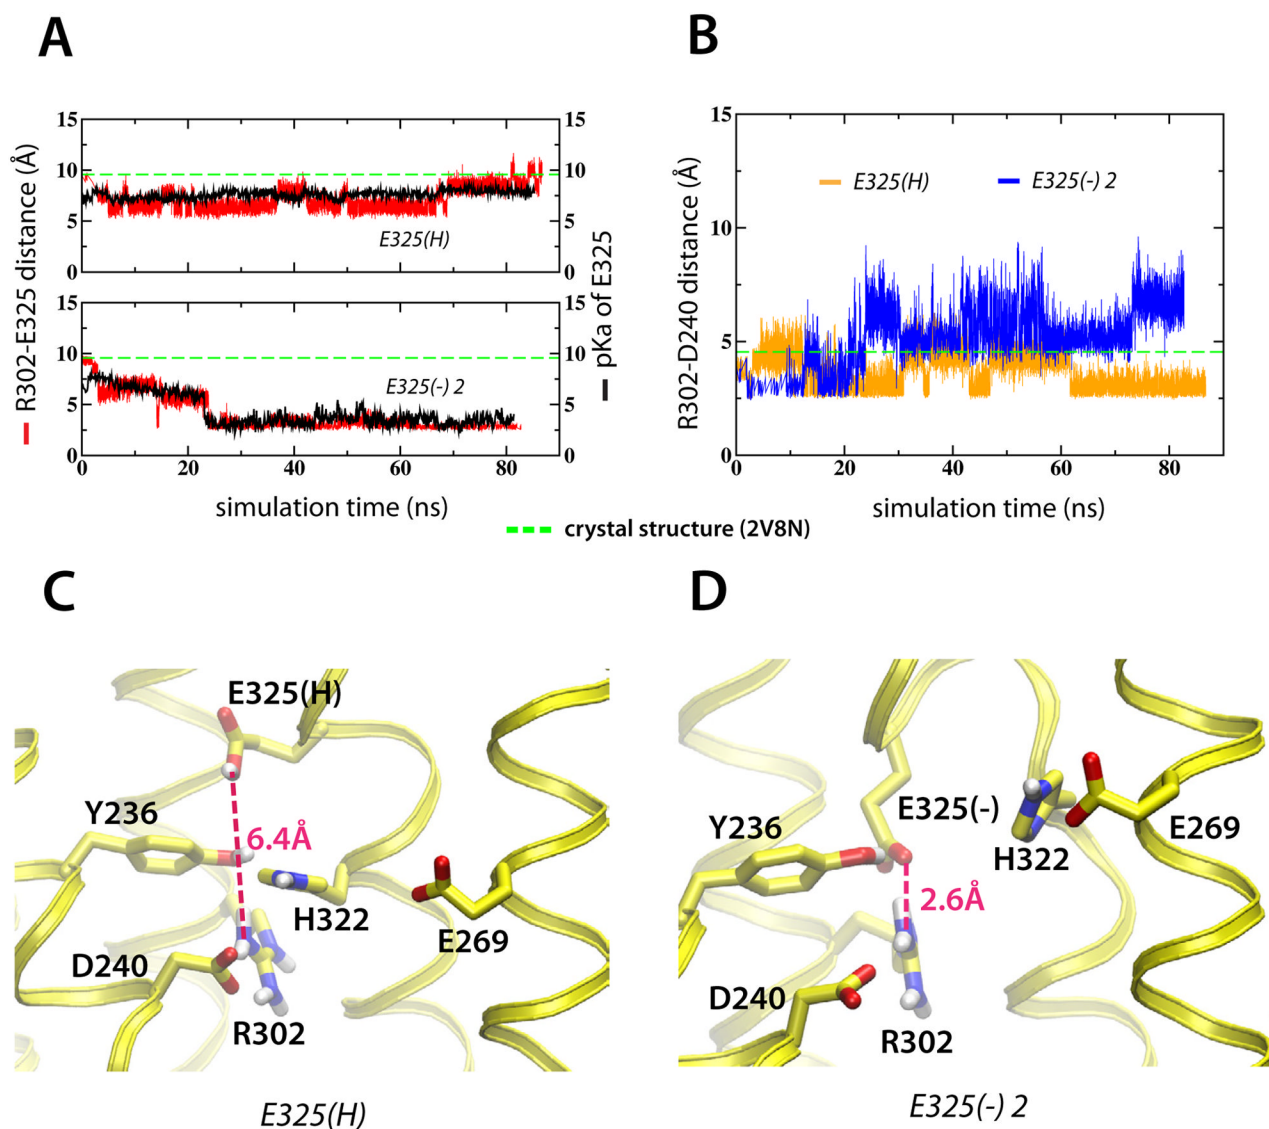 A
B
15
10
5
0
15
10
5
0
R302-E325 distance (Å)
E325(H)
15
10
5
0
15
10
5
0
pKa of E325
E325(-) 2
0 20 40 60 80
simulation time (ns)
15
10
5
0
R302-D240 distance (Å)
E325(H) E325(-) 2
0 20 40 60 80
simulation time (ns)
crystal structure (2V8N)
C
D
E325(H)
Y236
6.4Å
H322
E269
D240
R302
E325(H)
E325(-)
Y236
H322
E269
2.6Å
D240
R302
E325(-) 2